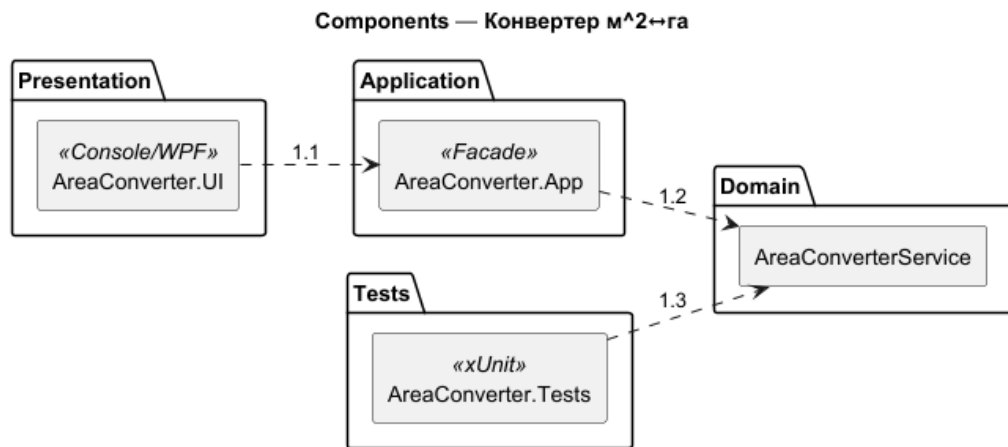 Components — Конвертер м^2↔га
Presentation
«Console/WPF»
AreaConverter.UI
1.1
Application
«Facade»
AreaConverter.App
1.2
Domain
AreaConverterService
1.3
Tests
«xUnit»
AreaConverter.Tests